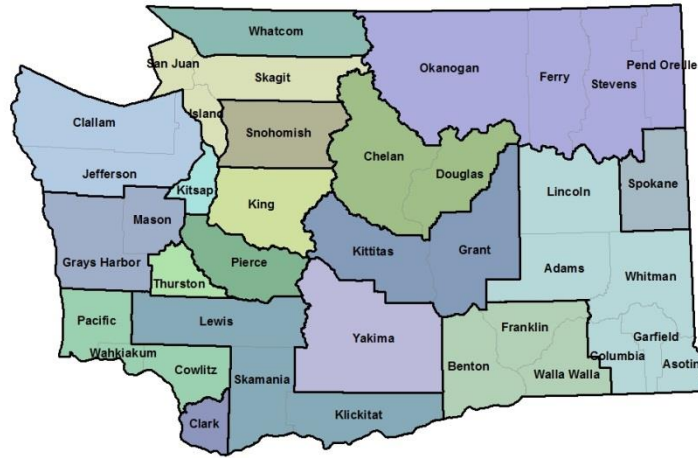 Whatcom
San Juan
Skagit
Okanogan
Ferry
Stevens
Pend Oreille
Island
Clallam
Snohomish
Chelan
Douglas
Jefferson
Kitsap
King
Lincoln
Spokane
Mason
Kittitas
Grant
Grays Harbor
Pierce
Thurston
Adams
Whitman
Pacific
Lewis
Yakima
Franklin
Garfield
Wahkiakum
Cowlitz
Skamania
Benton
Walla Walla
Columbia
Asotin
Clark
Klickitat